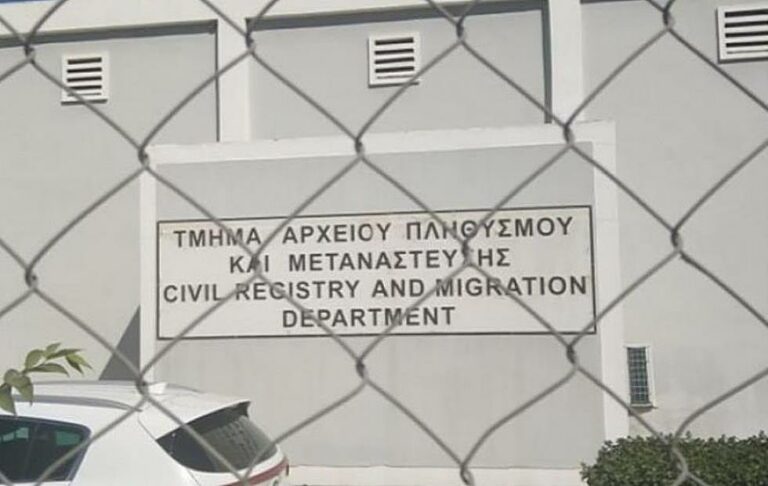 ΤΜΗΜΑ ΑΡΧΕΙΟΥ ΠΛΗΘΥΣΜΟΥ
ΚΑΙ ΜΕΤΑΝΑΣΤΕΥΣΗΣ
CIVIL REGISTRY AND MIGRATION
DEPARTMENT